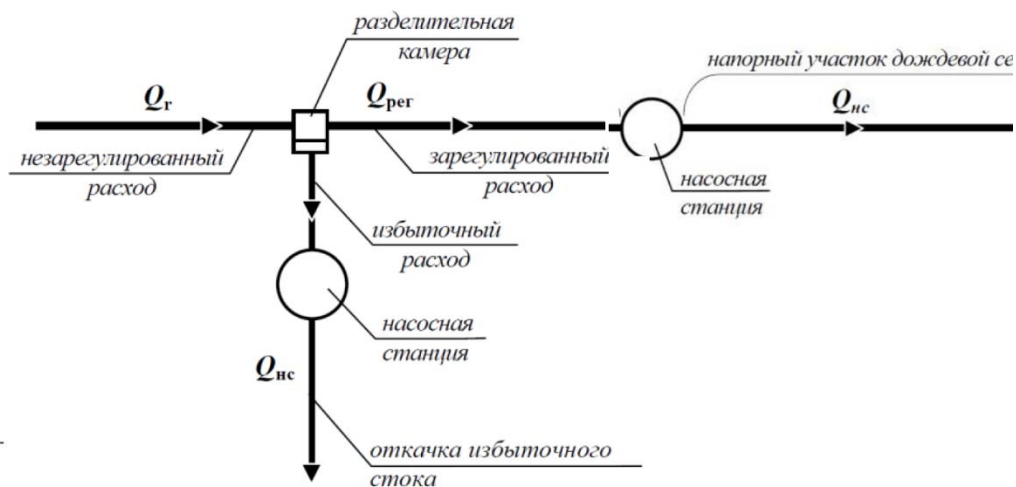 разделительная
камера
напорный участок дождевой се
Qr
Qрег
Qнс
незарегулированный
расход
зарегулированный
расход
насосная
станция
избыточный
расход
насосная
станция
Qнс
откачка избыточного
стока